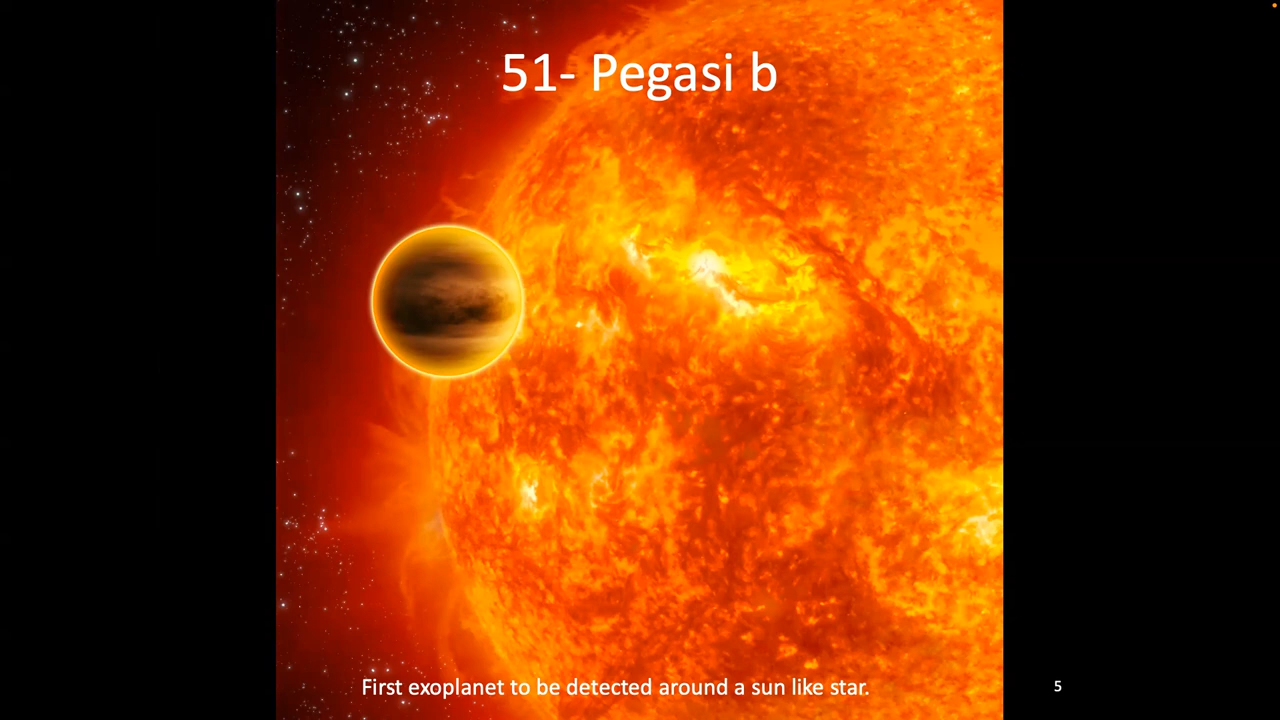 51- Pegasi b
First exoplanet to be detected around a sun like star.
5